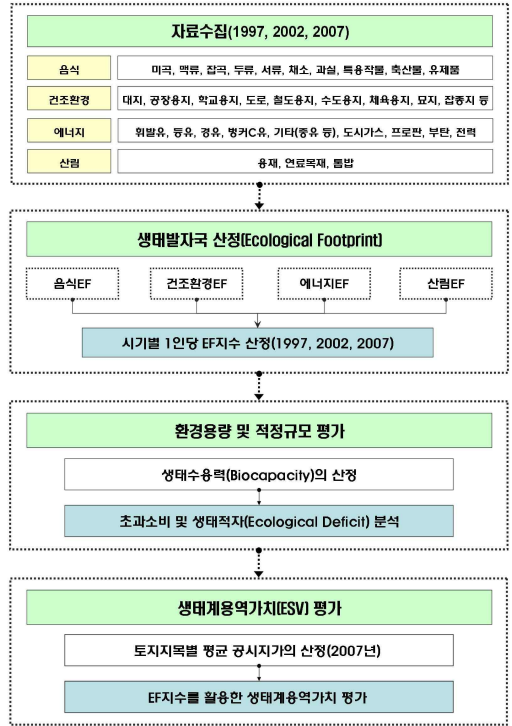 자료수집(1997, 2002, 2007)
음식
미곡, 맥류, 잡곡, 두류, 서류, 채소, 과실, 특용작물, 축산물, 유제품
건조환경
대지, 공장용지, 학교용지, 도로, 철도용지, 수도용지, 체육용지, 묘지, 잡종지 등
에너지
휘발유, 등유, 경유, 벙커C유, 기타(중유 등), 도시가스, 프로판, 부탄, 전력
산림
용재, 연료목재, 톱밥
생태발자국 산정(Ecological Footprint)
음식EF
건조환경EF
에너지EF
산림EF
시기별 1인당 EF지수 산정(1997, 2002, 2007)
환경용량 및 적정규모 평가
생태수용력(Biocapacity)의 산정
초과소비 및 생태적자(Ecological Deficit) 분석
생태계용역가치(ESV) 평가
토지지목별 평균 공시지가의 산정(2007년)
EF지수를 활용한 생태계용역가치 평가